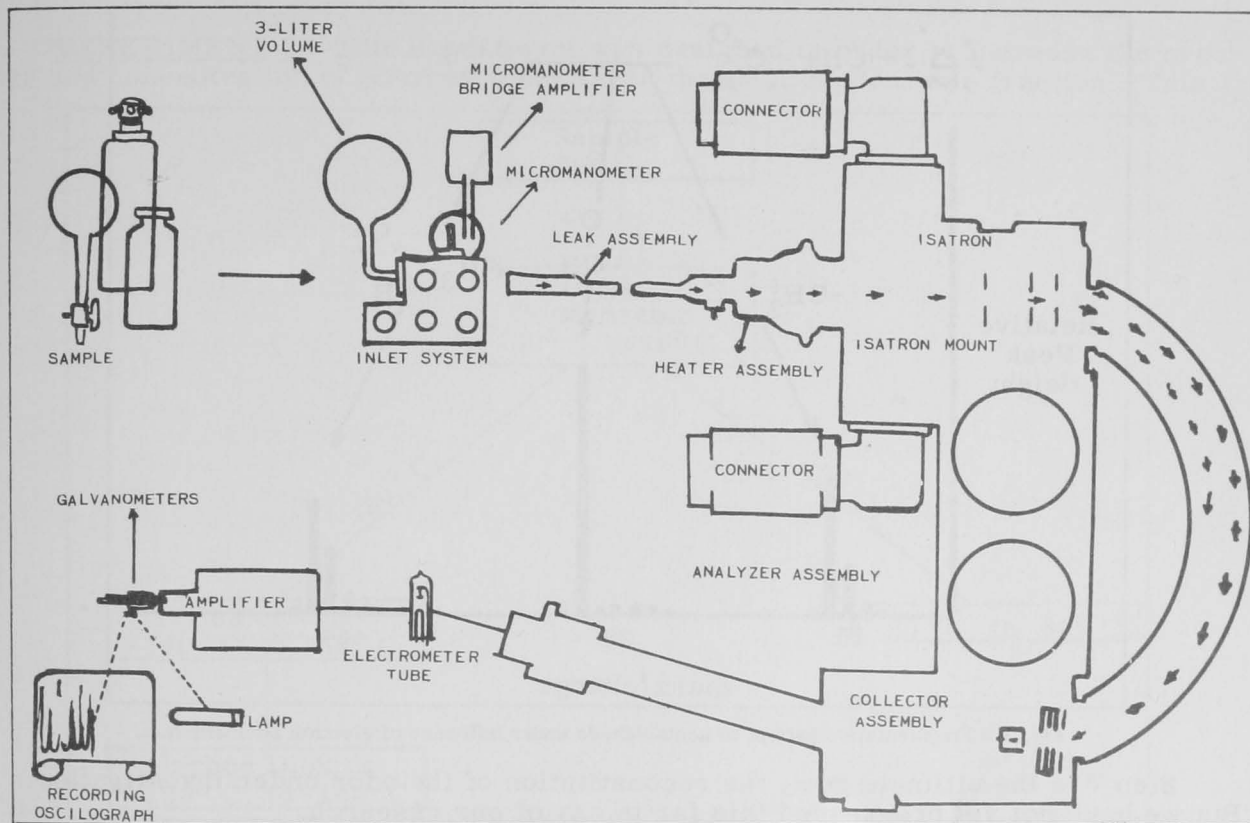 3-LITER
VOLUME
MICROMANOMETER
BRIDGE AMPLIFIER
MICROMANOMETER
CONNECTOR
LEAK ASSEMBLY
ISATRON
SAMPLE
INLET SYSTEM
HEATER ASSEMBLY
ISATRON MOUNT
CONNECTOR
GALVANOMETERS
ANALYZER ASSEMBLY
AMPLIFIER
ELECTROMETER
TUBE
COLLECTOR
ASSEMBLY
LAMP
RECORDING
OSCILOGRAPH